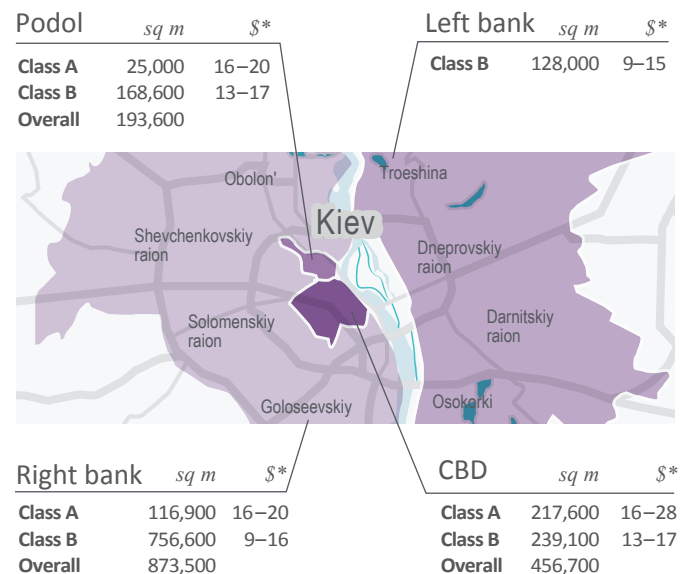 Podol sq m $*
Class A 25,000 16–20
Class B 168,600 13–17
Overall 193,600
Left bank sq m $*
Class B 128,000 9–15
Obolon'
Troeshina
Kiev
Shevchenkovskiy
raion
Dneprovskiy
raion
Solomenskiy
raion
Darnitskiy
raion
Goloseevskiy
Osokorki
Right bank sq m $*
Class A 116,900 16–20
Class B 756,600 9–16
Overall 873,500
CBD sq m $*
Class A 217,600 16–28
Class B 239,100 13–17
Overall 456,700